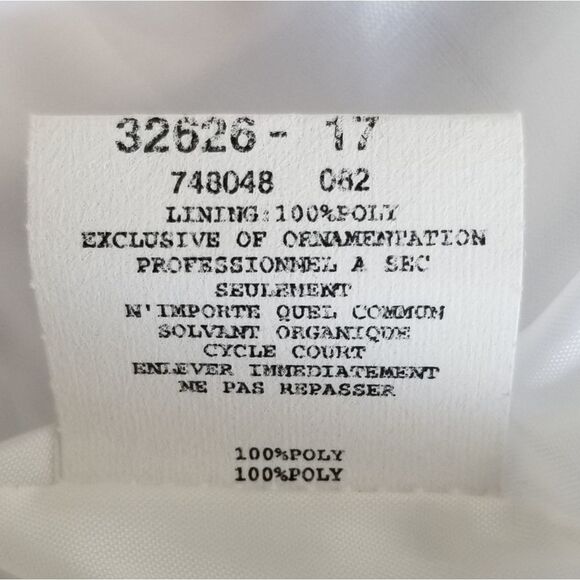 32626 - 17
748048 082
LINING:100%POLY
EXCLUSIVE OF ORNAMENTATION
PROFESSIONNEL A SEC
SEULEMENT
N'IMPORTE QUEL COMMUN
SOLVANT ORGANIQUE
CYCLE COURT
ENLEVER IMMEDIATEMENT
NE PAS REPASSER
100%POLY
100%POLY